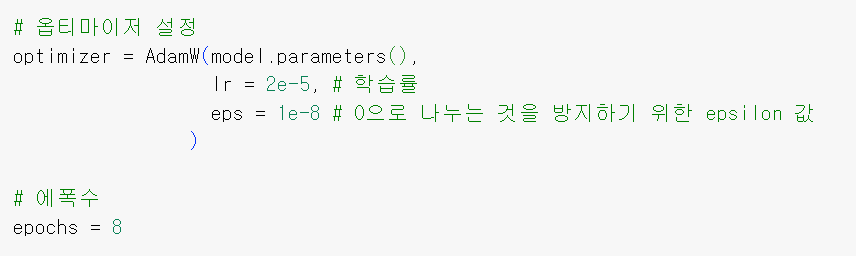 # 옵티마이저 설정
optimizer = AdamW(model.parameters(),
lr = 2e-5, # 학습률
eps = 1e-8 # 0으로 나누는 것을 방지하기 위한 epsilon 값
)
# 에폭수
epochs = 8